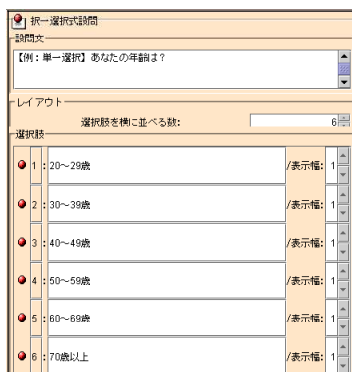 択一選択式設問
設問文
【例：単一選択】あなたの年齢は？
レイアウト
選択肢を横に並べる数: 6
選択肢
1 : 20～29歳 /表示幅: 1
2 : 30～39歳 /表示幅: 1
3 : 40～49歳 /表示幅: 1
4 : 50～59歳 /表示幅: 1
5 : 60～69歳 /表示幅: 1
6 : 70歳以上 /表示幅: 1